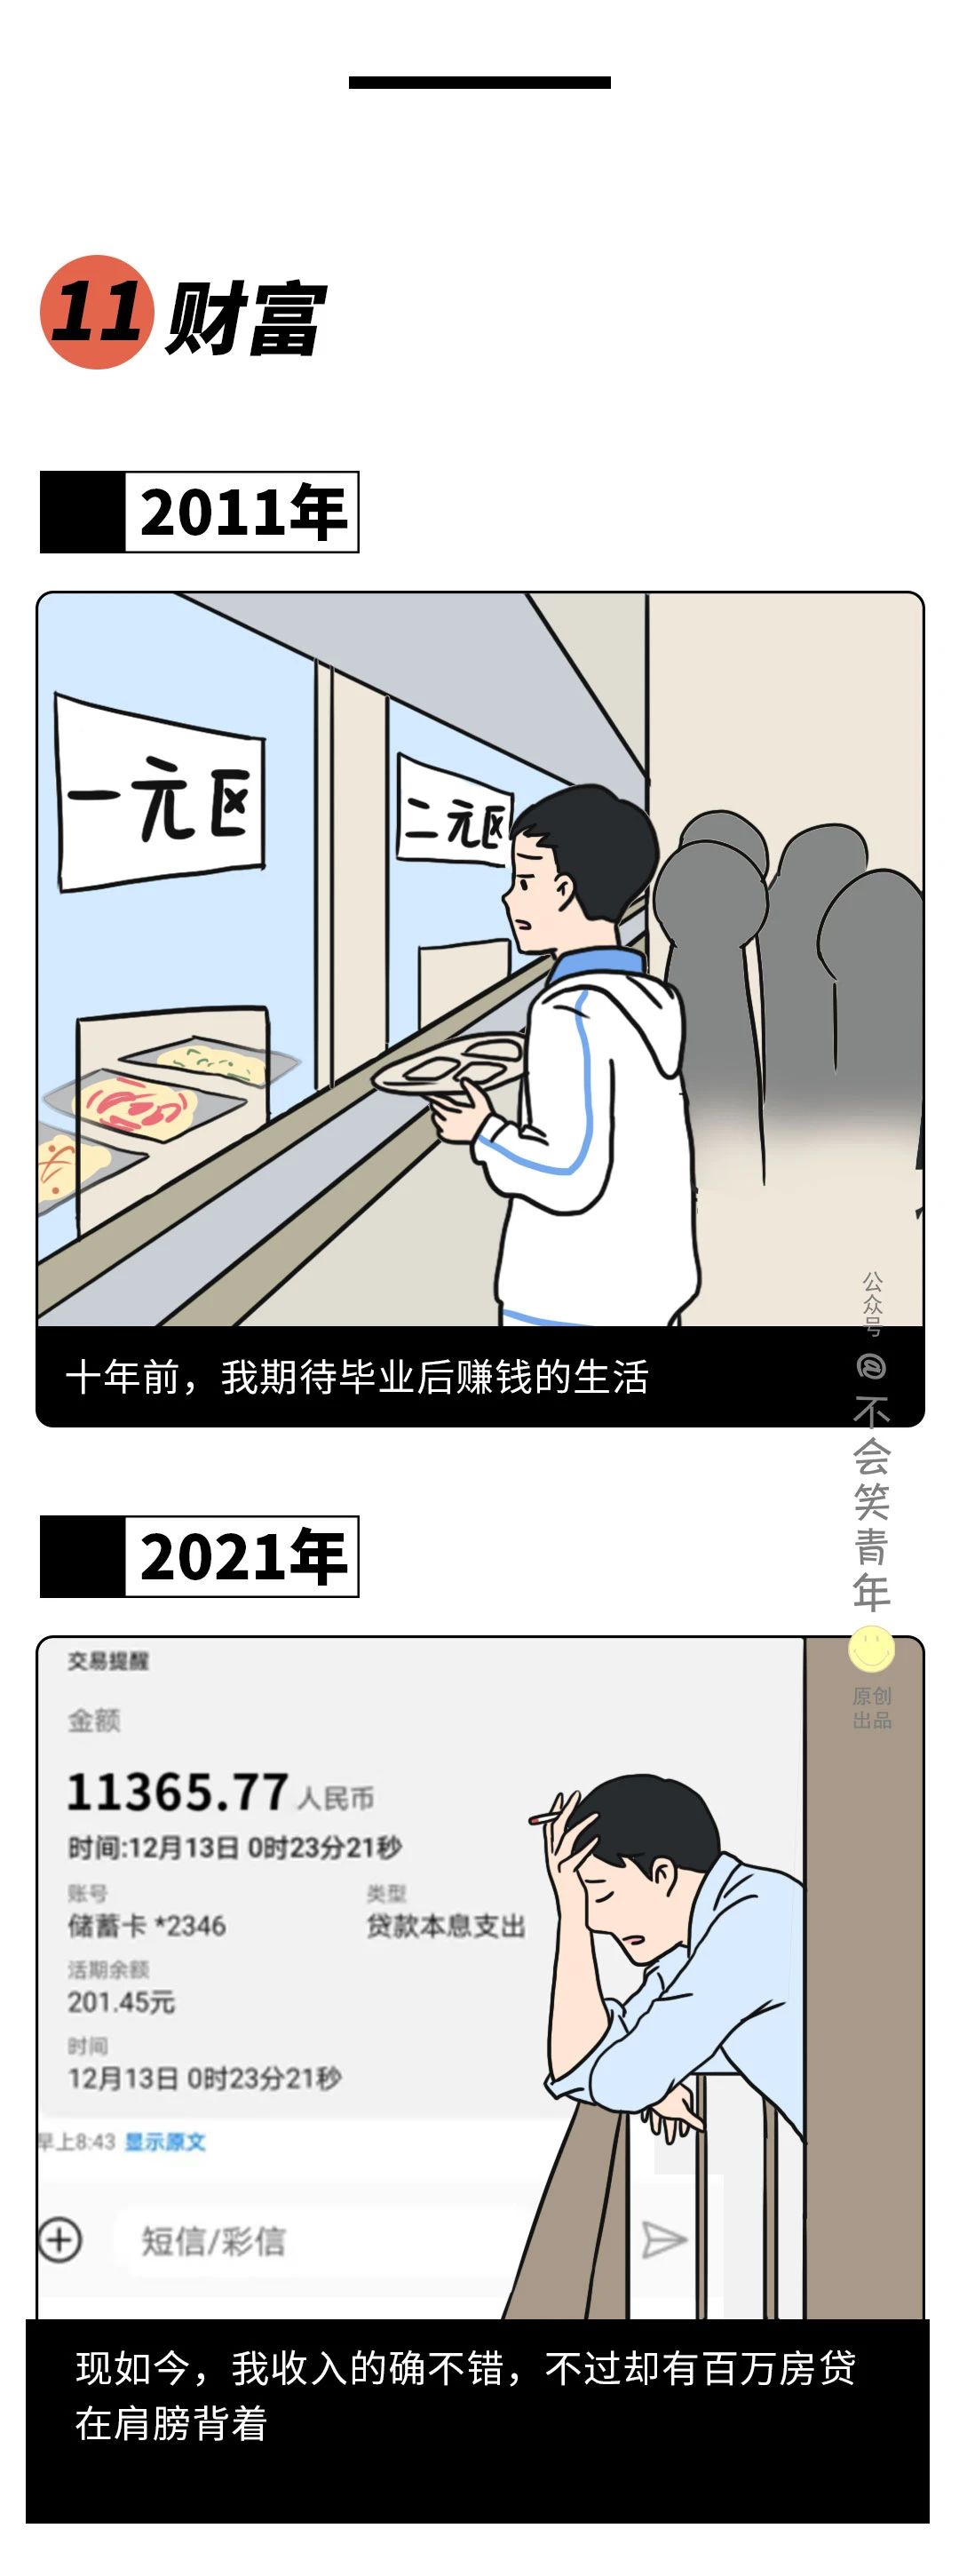 11 财富
2011年
一元区
二元区
十年前，我期待毕业后赚钱的生活
公众号@不会笑青年
原创
出品
2021年
交易提醒
金额
11365.77人民币
时间:12月13日 0时23分21秒
账号 类型
储蓄卡 *2346 贷款本息支出
活期余额
201.45元
时间
12月13日 0时23分21秒
早上8:43 显示原文
短信/彩信
现如今，我收入的确不错，不过却有百万房贷
在肩膀背着